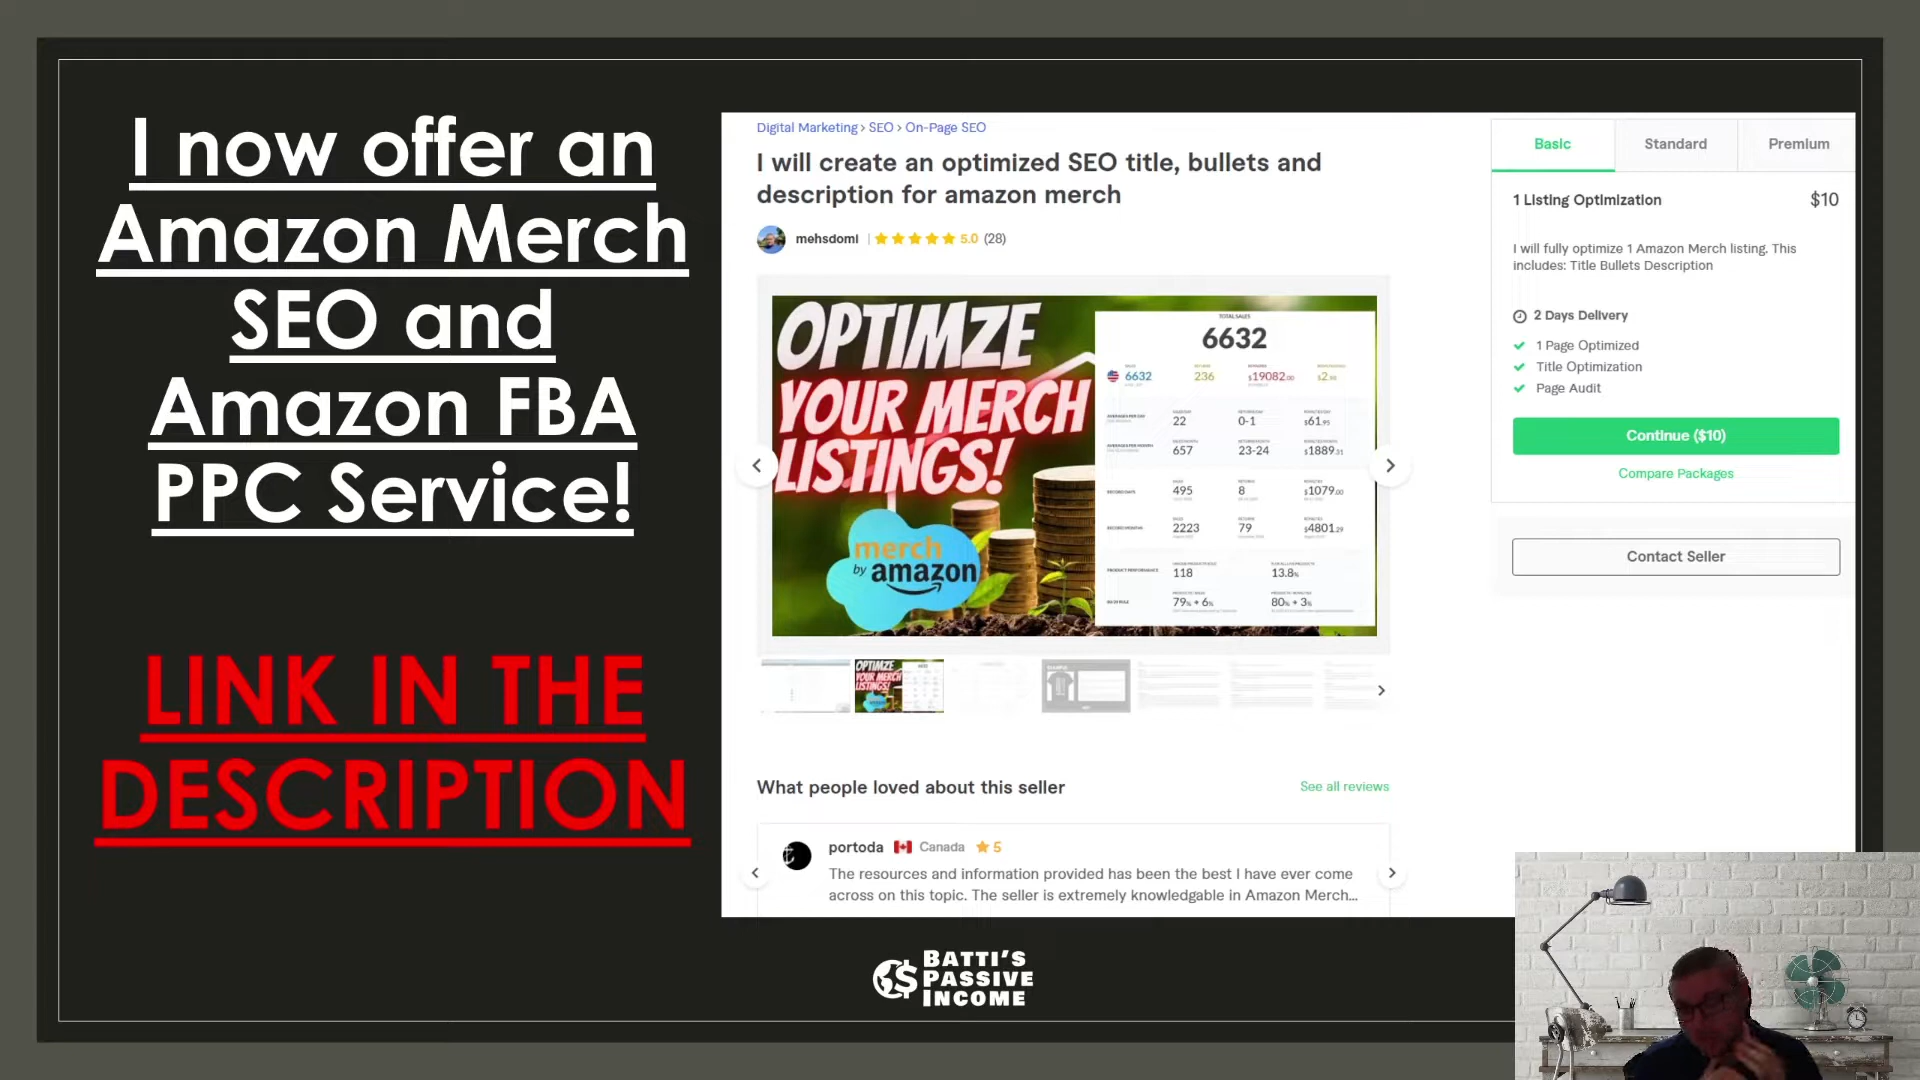 I now offer an
Amazon Merch
SEO and
Amazon FBA
PPC Service!
LINK IN THE
DESCRIPTION
Digital Marketing › SEO › On-Page SEO
I will create an optimized SEO title, bullets and
description for amazon merch
mehsdomi | 5.0 (28)
OPTIMZE
YOUR MERCH
LISTINGS!
merch
by amazon
TOTAL SALES
6632
6632 236 $19082.00
22 0-1 $61.95
657 23-24 $1889.51
495 8 $1079.00
2223 79 $4801.29
118 13.8%
79% + 6% 80% + 3%
OPTIMZE
YOUR MERCH
LISTINGS!
What people loved about this seller See all reviews
portoda Canada 5
The resources and information provided has been the best I have ever come
across on this topic. The seller is extremely knowledgable in Amazon Merch...
Basic Standard Premium
1 Listing Optimization $10
I will fully optimize 1 Amazon Merch listing. This
includes: Title Bullets Description
2 Days Delivery
1 Page Optimized
Title Optimization
Page Audit
Continue ($10)
Compare Packages
Contact Seller
BATTI'S
PASSIVE
INCOME